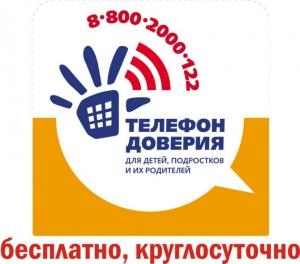 8-800-2000-122
ТЕЛЕФОН
ДОВЕРИЯ
ДЛЯ ДЕТЕЙ, ПОДРОСТКОВ
И ИХ РОДИТЕЛЕЙ
бесплатно, круглосуточно